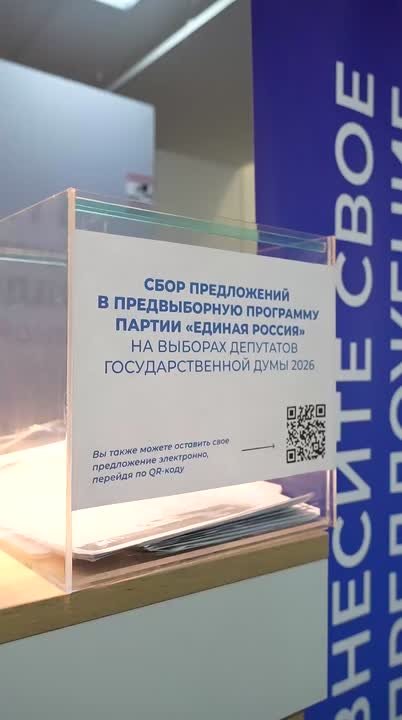 СБОР ПРЕДЛОЖЕНИЙ
В ПРЕДВЫБОРНУЮ ПРОГРАММУ
ПАРТИИ «ЕДИНАЯ РОССИЯ»
НА ВЫБОРАХ ДЕПУТАТОВ
ГОСУДАРСТВЕННОЙ ДУМЫ 2026
Вы также можете оставить свое
предложение электронно,
перейдя по QR-коду
ВНЕСИТЕ СВОЕ
ПРЕДЛОЖЕНИЕ